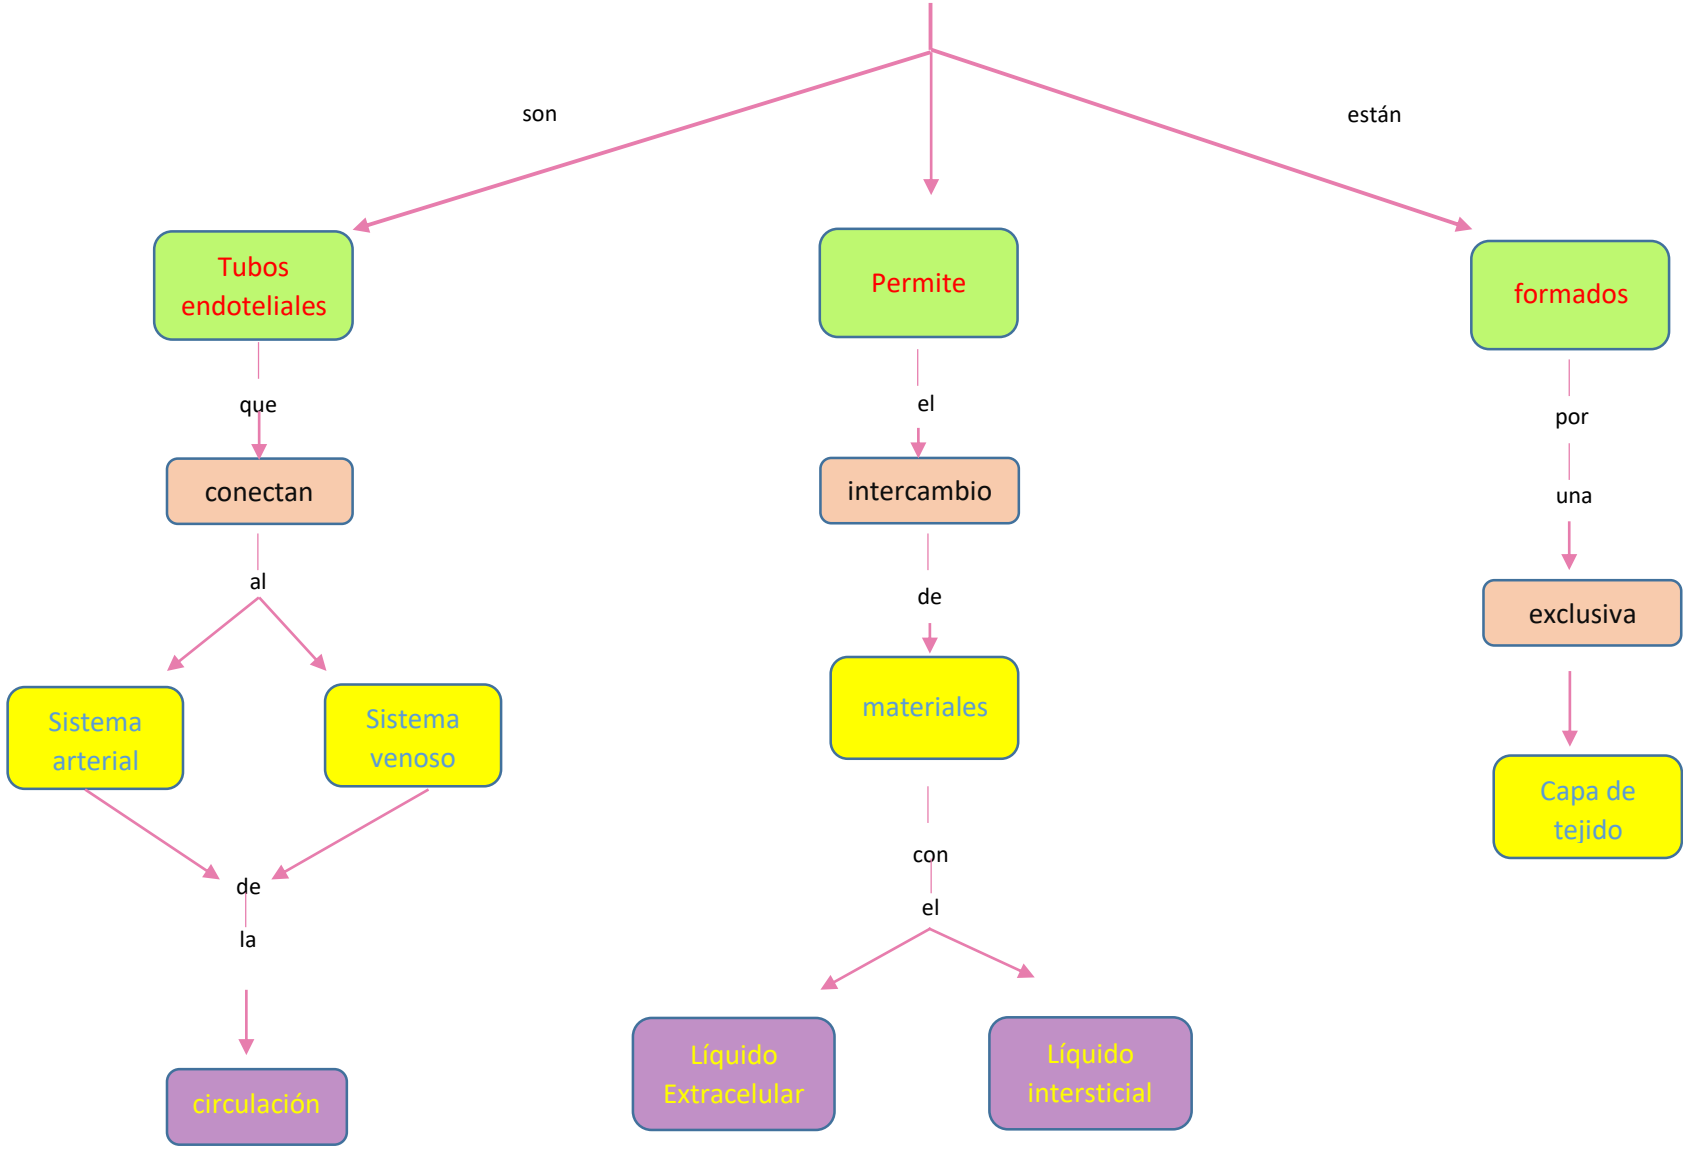 son
están
Tubos
endoteliales
Permite
formados
que
el
por
conectan
intercambio
una
al
de
exclusiva
Sistema
arterial
Sistema
venoso
materiales
Capa de
tejido
de
la
con
el
circulación
Líquido
Extracelular
Líquido
intersticial